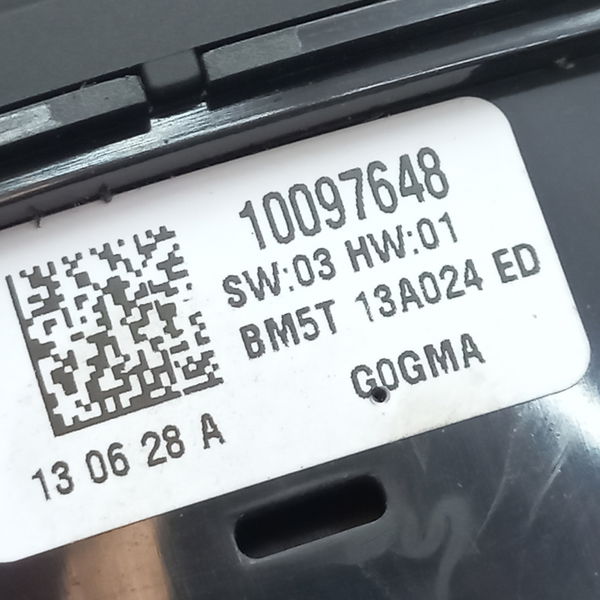 10097648
SW:03 HW:01
BM5T 13A024 ED
G0GMA
13 06 28 A